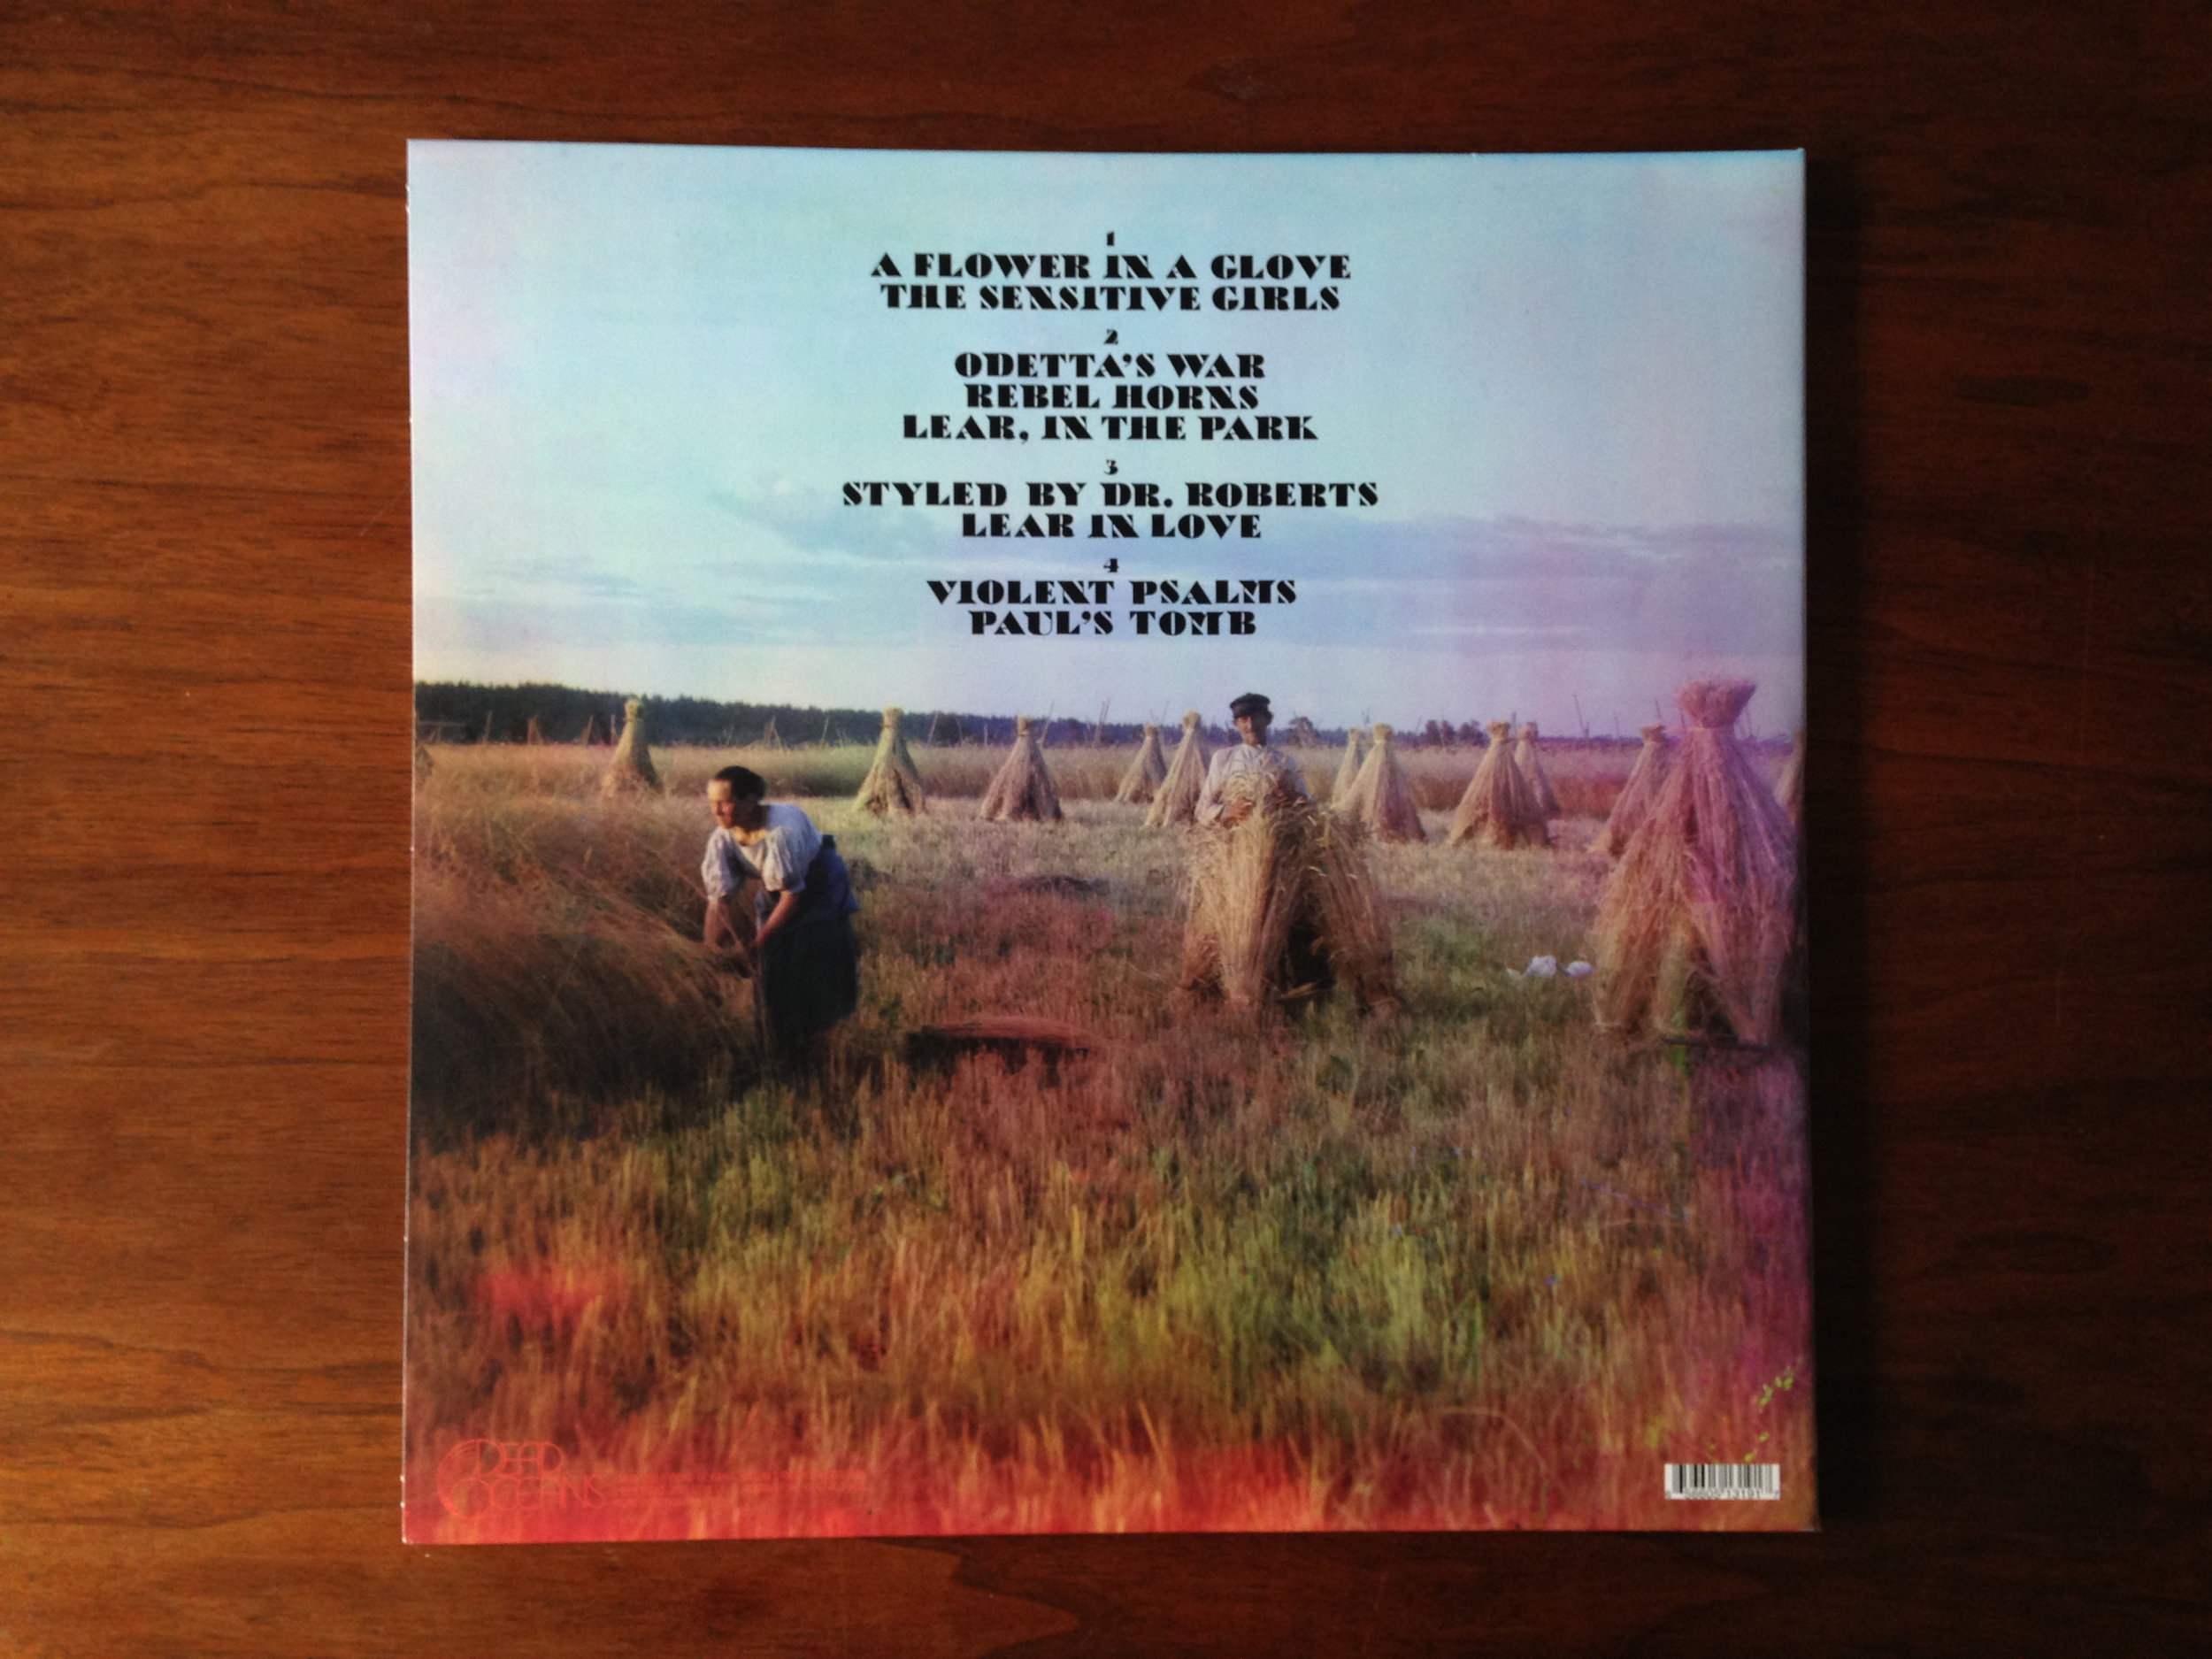 1
A FLOWER IN A GLOVE
THE SENSITIVE GIRLS
2
ODETTA'S WAR
REBEL HORNS
LEAR, IN THE PARK
3
STYLED BY DR. ROBERTS
LEAR IN LOVE
4
VIOLENT PSALMS
PAUL'S TOMB
DEAD
OCEANS